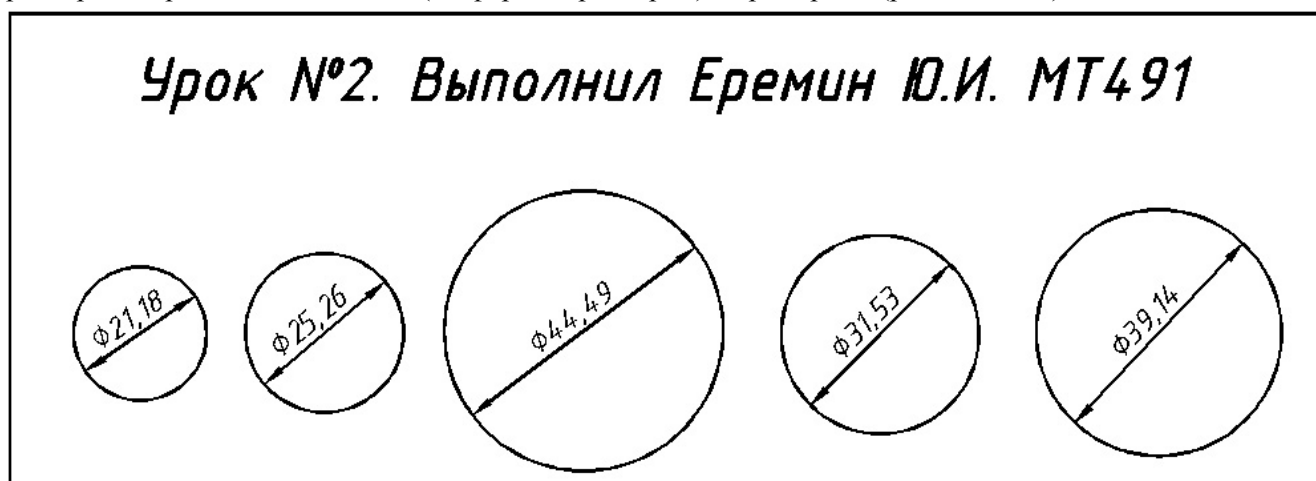 Урок №2. Выполнил Еремин Ю.И. МТ491
Ф21,18
Ф25,26
Ф44,49
Ф31,53
Ф39,14